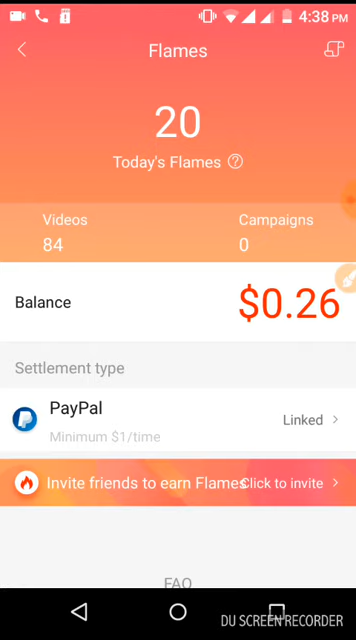 4:38 PM
Flames
20
Today's Flames ?
Videos Campaigns
84 0
Balance $0.26
Settlement type
PayPal
Linked
Minimum $1/time
Invite friends to earn Flames Click to invite
FAQ
DU SCREEN RECORDER